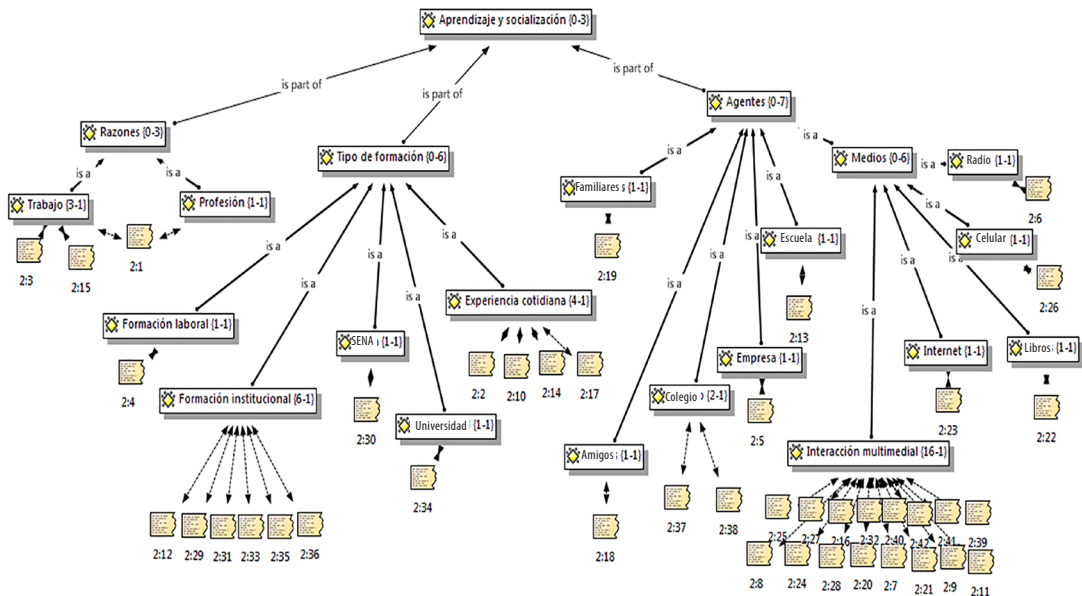 Aprendizaje y socialización {0-3}
is part of
is part of
is part of
Razones {0-3}
Tipo de formación {0-6}
Agentes {0-7}
is a
is a
is a
is a
Medios {0-6}
is a
Radio {1-1}
2:6
Trabajo {3-1}
Profesión {1-1}
Familiares s {1-1}
2:3
2:15
2:1
2:19
is a
is a
is a
is a
is a
is a
is a
is a
Escuela {1-1}
2:13
is a
is a
is a
is a
Celular {1-1}
2:26
Formación laboral {1-1}
2:4
Experiencia cotidiana {4-1}
2:2
2:10
2:14
2:17
SENA {1-1}
2:30
Empresa {1-1}
2:5
Internet {1-1}
2:23
Libros {1-1}
2:22
Formación institucional {6-1}
2:12
2:29
2:31
2:33
2:35
2:36
Universidad {1-1}
2:34
Colegio {2-1}
2:37
2:38
Amigos {1-1}
2:18
Interacción multimedial {16-1}
2:25
2:27
2:16
2:32
2:40
2:42
2:41
2:39
2:8
2:24
2:28
2:20
2:7
2:21
2:9
2:11